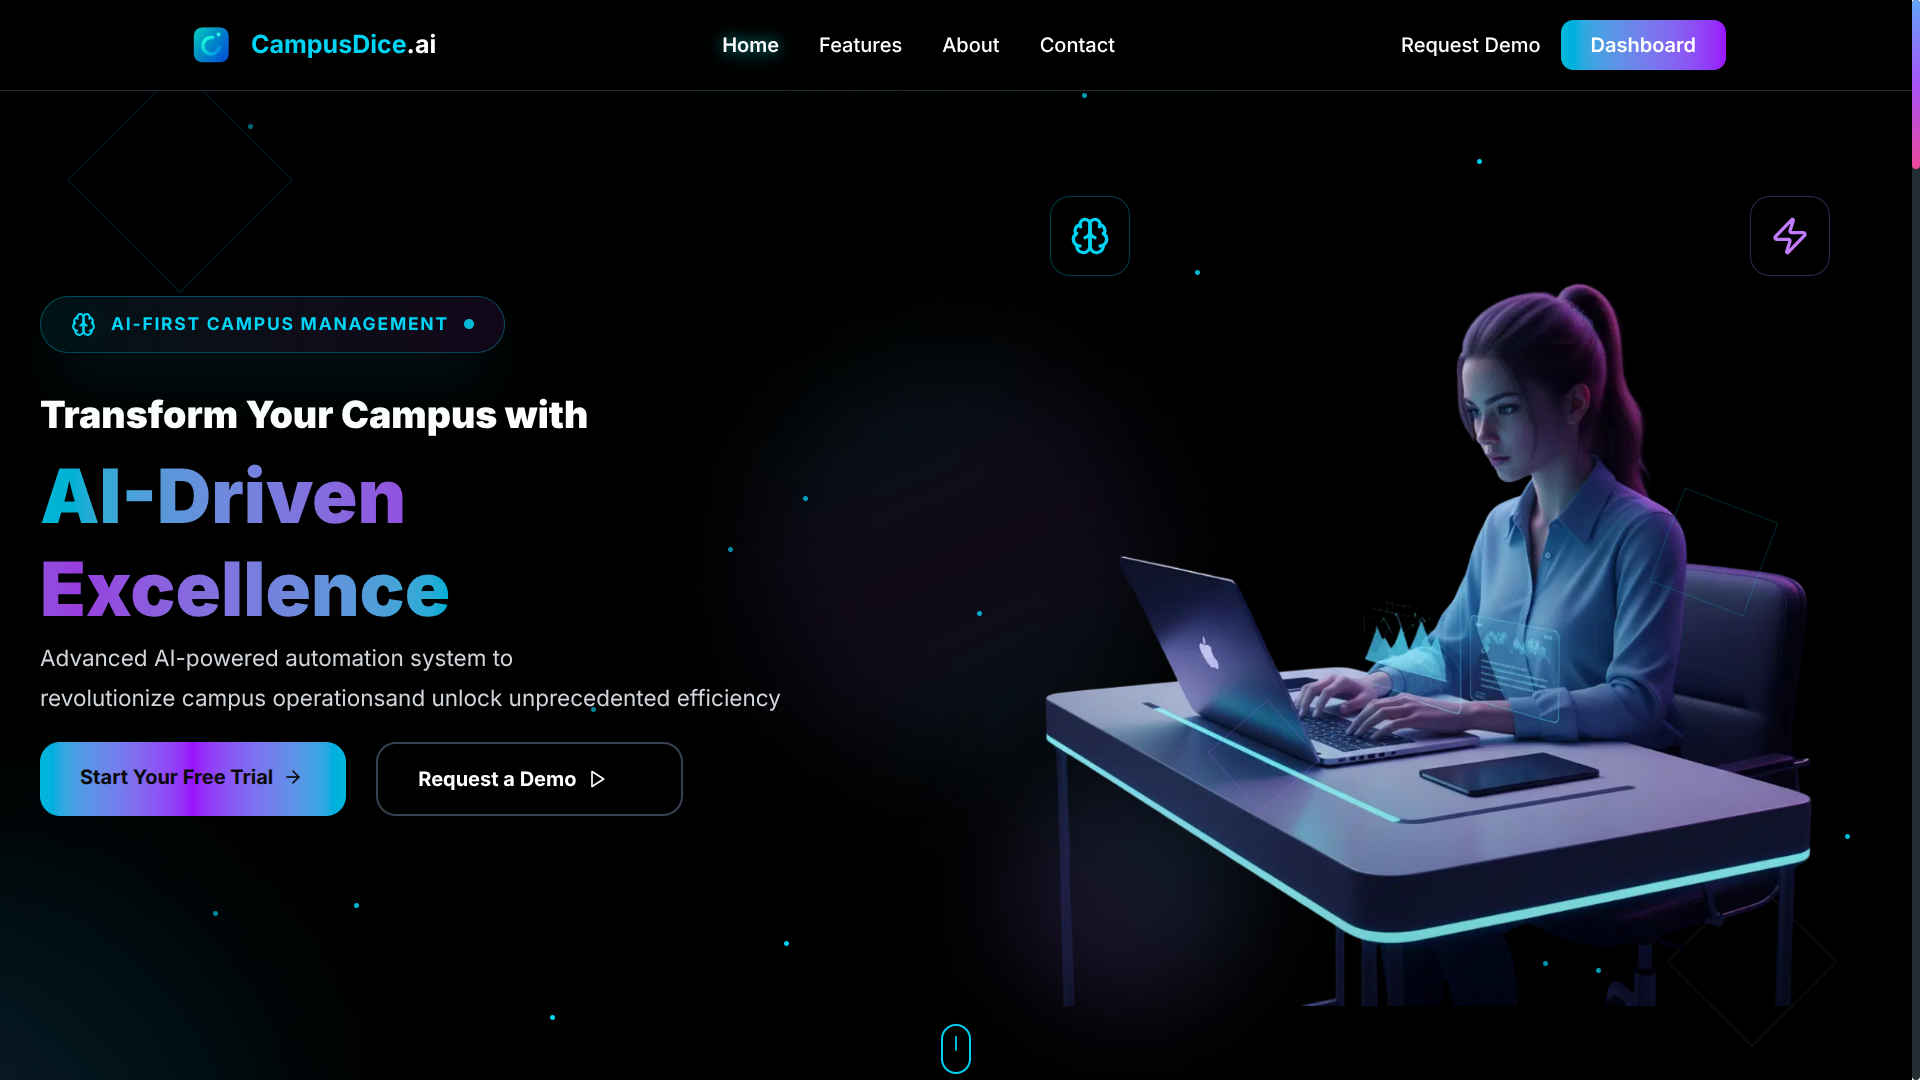 CampusDice.ai
Home
Features
About
Contact
Request Demo
Dashboard
AI-FIRST CAMPUS MANAGEMENT
Transform Your Campus with
AI-Driven
Excellence
Advanced AI-powered automation system to
revolutionize campus operationsand unlock unprecedented efficiency
Start Your Free Trial
Request a Demo